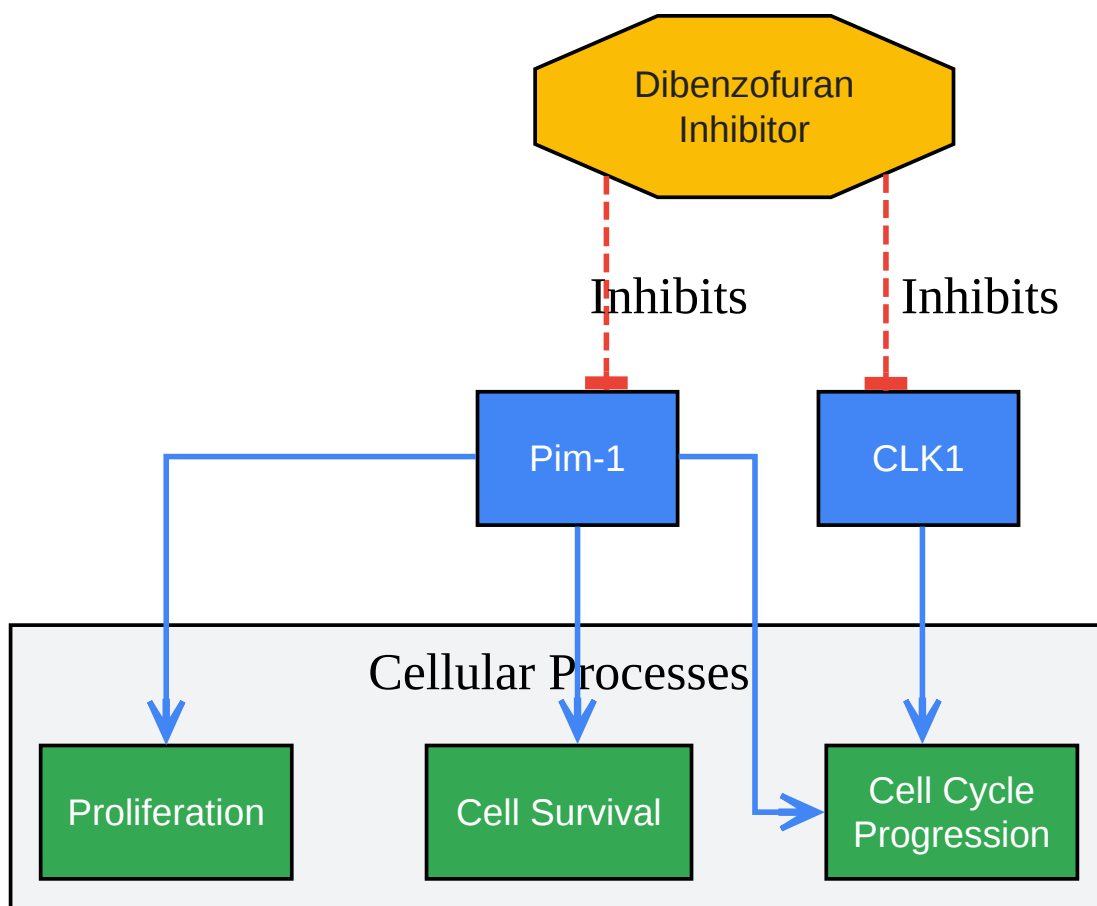 Dibenzofuran
Inhibitor
Inhibits
Inhibits
Pim-1
CLK1
Cellular Processes
Proliferation
Cell Survival
Cell Cycle
Progression